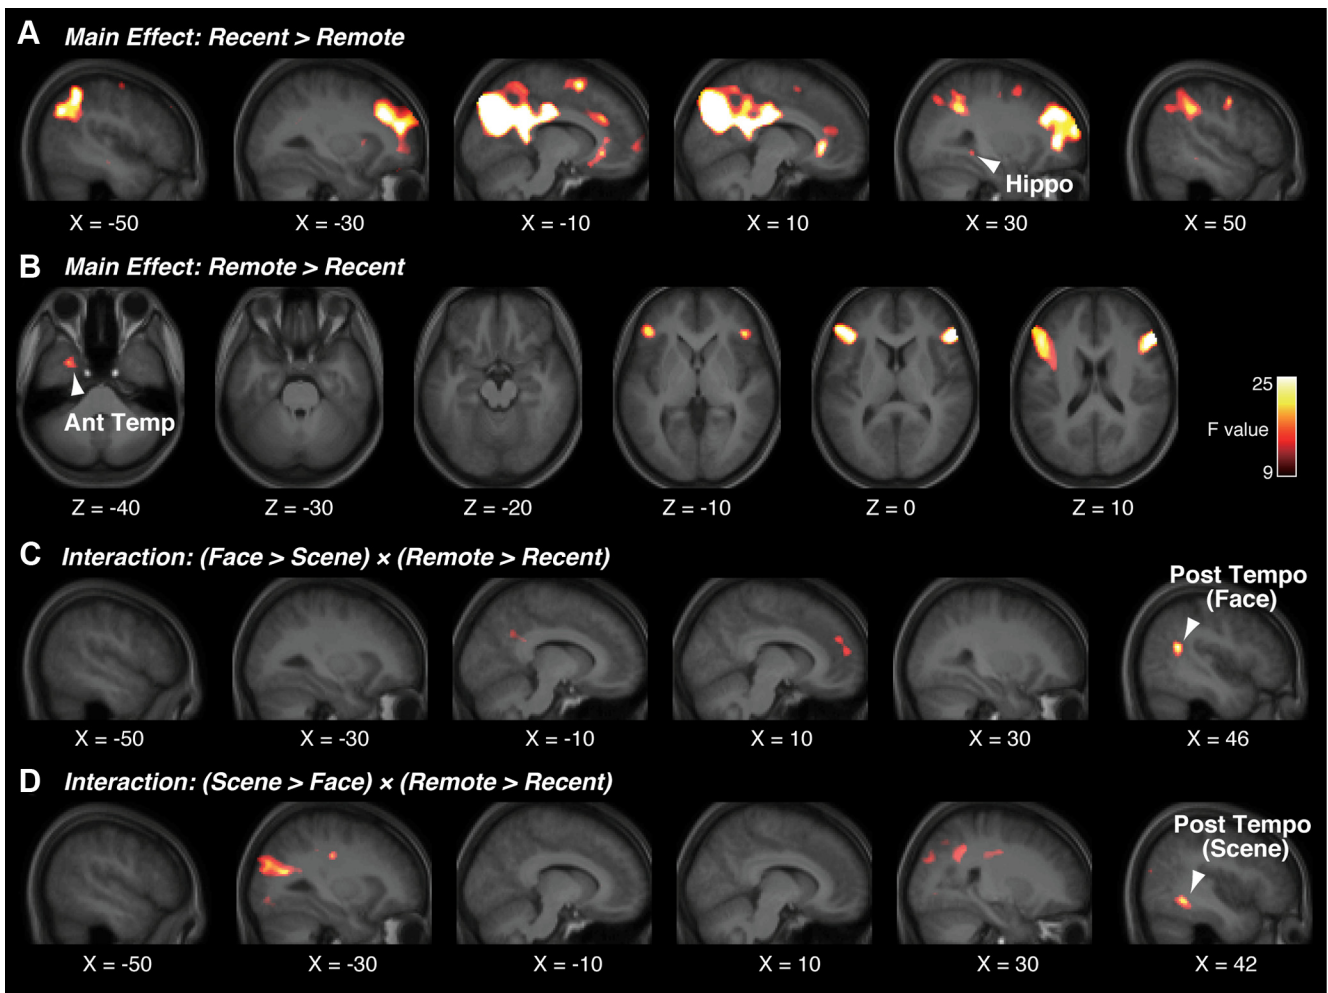 A Main Effect: Recent > Remote
Hippo
X = -50 X = -30 X = -10 X = 10 X = 30 X = 50
B Main Effect: Remote > Recent
Ant Temp
25
F value
9
Z = -40 Z = -30 Z = -20 Z = -10 Z = 0 Z = 10
C Interaction: (Face > Scene) × (Remote > Recent)
Post Tempo
(Face)
X = -50 X = -30 X = -10 X = 10 X = 30 X = 46
D Interaction: (Scene > Face) × (Remote > Recent)
Post Tempo
(Scene)
X = -50 X = -30 X = -10 X = 10 X = 30 X = 42